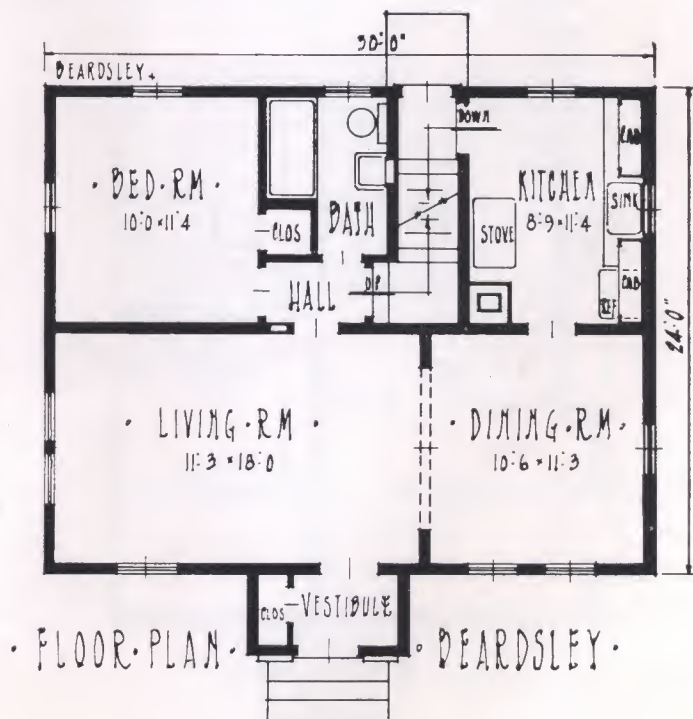 30'-0"
BEARDSLEY
DOWN
CAB
· BED·RM ·
10'-0 × 11'-4
BATH
KITCHEN
8'-9 × 11'-4
SINK
CLOS
STOVE
HALL
UP
CAB
REF
24'-0"
· LIVING·RM ·
11'-3 × 18'-0
· DINING·RM ·
10'-6 × 11'-3
CLOS
VESTIBULE
· FLOOR·PLAN · · BEARDSLEY ·